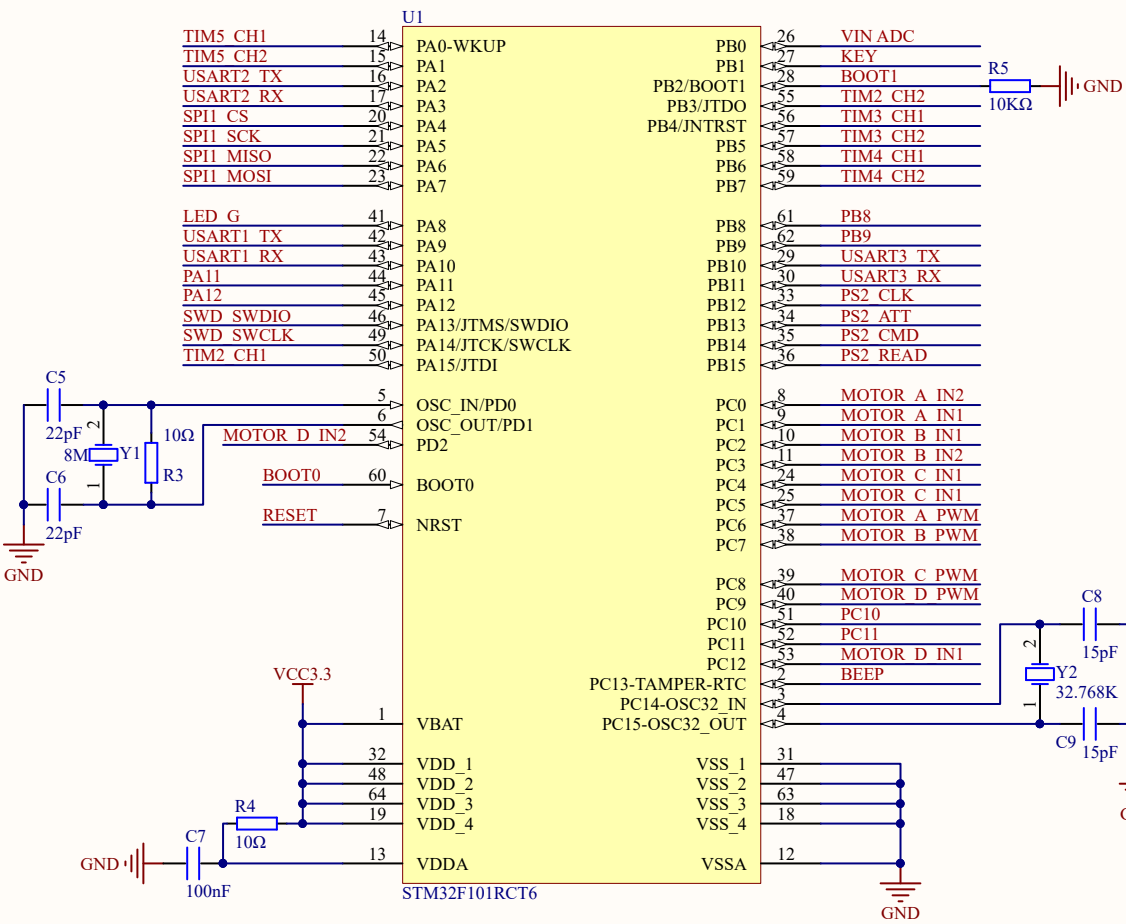 U1
TIM5_CH1 14 PA0-WKUP
TIM5_CH2 15 PA1
USART2_TX 16 PA2
USART2_RX 17 PA3
SPI1_CS 20 PA4
SPI1_SCK 21 PA5
SPI1_MISO 22 PA6
SPI1_MOSI 23 PA7
LED_G 41 PA8
USART1_TX 42 PA9
USART1_RX 43 PA10
PA11 44 PA11
PA12 45 PA12
SWD_SWDIO 46 PA13/JTMS/SWDIO
SWD_SWCLK 49 PA14/JTCK/SWCLK
TIM2_CH1 50 PA15/JTDI
5 OSC_IN/PD0
6 OSC_OUT/PD1
MOTOR_D_IN2 54 PD2
BOOT0 60 BOOT0
RESET 7 NRST
C5
22pF
2
8M Y1
1
10Ω
R3
C6
22pF
GND
VCC3.3
1 VBAT
32 VDD_1
48 VDD_2
64 VDD_3
19 VDD_4
13 VDDA
R4
10Ω
C7
100nF
GND
PB0 26 VIN ADC
PB1 27 KEY
PB2/BOOT1 28 BOOT1
R5
10KΩ
GND
PB3/JTDO 55 TIM2_CH2
PB4/JNTRST 56 TIM3_CH1
PB5 57 TIM3_CH2
PB6 58 TIM4_CH1
PB7 59 TIM4_CH2
PB8 61 PB8
PB9 62 PB9
PB10 29 USART3_TX
PB11 30 USART3_RX
PB12 33 PS2_CLK
PB13 34 PS2_ATT
PB14 35 PS2_CMD
PB15 36 PS2_READ
PC0 8 MOTOR_A_IN2
PC1 9 MOTOR_A_IN1
PC2 10 MOTOR_B_IN1
PC3 11 MOTOR_B_IN2
PC4 24 MOTOR_C_IN1
PC5 25 MOTOR_C_IN1
PC6 37 MOTOR_A_PWM
PC7 38 MOTOR_B_PWM
PC8 39 MOTOR_C_PWM
PC9 40 MOTOR_D_PWM
PC10 51 PC10
PC11 52 PC11
PC12 53 MOTOR_D_IN1
PC13-TAMPER-RTC 2 BEEP
PC14-OSC32_IN 3
PC15-OSC32_OUT 4
C8
15pF
2
Y2
32.768K
1
C9 15pF
VSS_1 31
VSS_2 47
VSS_3 63
VSS_4 18
VSSA 12
GND
STM32F101RCT6